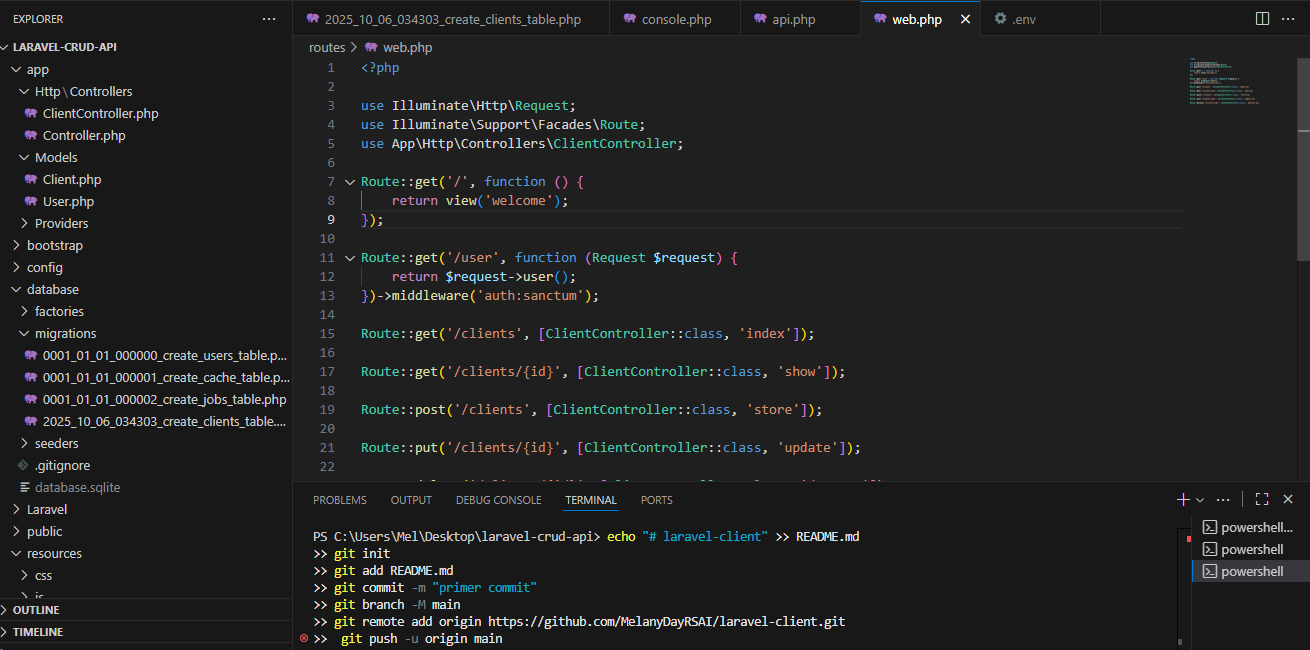 EXPLORER
LARAVEL-CRUD-API
app
Http\Controllers
ClientController.php
Controller.php
Models
Client.php
User.php
Providers
bootstrap
config
database
factories
migrations
0001_01_01_000000_create_users_table.p...
0001_01_01_000001_create_cache_table.p...
0001_01_01_000002_create_jobs_table.php
2025_10_06_034303_create_clients_table....
seeders
.gitignore
database.sqlite
Laravel
public
resources
css
OUTLINE
TIMELINE
2025_10_06_034303_create_clients_table.php
console.php
api.php
web.php
.env
routes > web.php
1 <?php
2
3 use Illuminate\Http\Request;
4 use Illuminate\Support\Facades\Route;
5 use App\Http\Controllers\ClientController;
6
7 Route::get('/', function () {
8 return view('welcome');
9 });
10
11 Route::get('/user', function (Request $request) {
12 return $request->user();
13 })->middleware('auth:sanctum');
14
15 Route::get('/clients', [ClientController::class, 'index']);
16
17 Route::get('/clients/{id}', [ClientController::class, 'show']);
18
19 Route::post('/clients', [ClientController::class, 'store']);
20
21 Route::put('/clients/{id}', [ClientController::class, 'update']);
22
PROBLEMS
OUTPUT
DEBUG CONSOLE
TERMINAL
PORTS
PS C:\Users\Mel\Desktop\laravel-crud-api> echo "# laravel-client" >> README.md
>> git init
>> git add README.md
>> git commit -m "primer commit"
>> git branch -M main
>> git remote add origin https://github.com/MelanyDayRSAI/laravel-client.git
>> git push -u origin main
powershell...
powershell
powershell